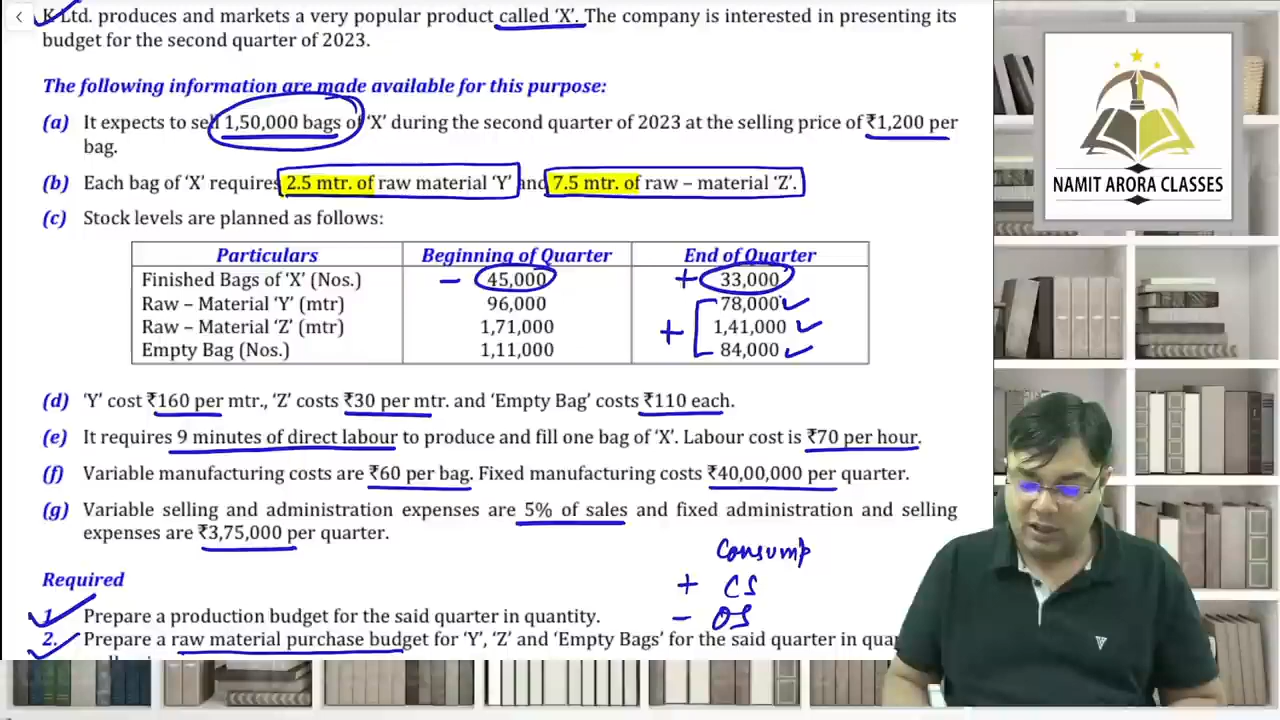 K Ltd. produces and markets a very popular product called 'X'. The company is interested in presenting its
budget for the second quarter of 2023.
The following information are made available for this purpose:
(a) It expects to sell 1,50,000 bags of 'X' during the second quarter of 2023 at the selling price of ₹1,200 per
bag.
(b) Each bag of 'X' requires 2.5 mtr. of raw material 'Y' and 7.5 mtr. of raw – material 'Z'.
(c) Stock levels are planned as follows:
Particulars Beginning of Quarter End of Quarter
Finished Bags of 'X' (Nos.) – 45,000 + 33,000
Raw – Material 'Y' (mtr) 96,000 78,000
Raw – Material 'Z' (mtr) 1,71,000 + 1,41,000
Empty Bag (Nos.) 1,11,000 84,000
(d) 'Y' cost ₹160 per mtr., 'Z' costs ₹30 per mtr. and 'Empty Bag' costs ₹110 each.
(e) It requires 9 minutes of direct labour to produce and fill one bag of 'X'. Labour cost is ₹70 per hour.
(f) Variable manufacturing costs are ₹60 per bag. Fixed manufacturing costs ₹40,00,000 per quarter.
(g) Variable selling and administration expenses are 5% of sales and fixed administration and selling
expenses are ₹3,75,000 per quarter.
Consump
+ CS
– OS
Required
1. Prepare a production budget for the said quarter in quantity.
2. Prepare a raw material purchase budget for 'Y', 'Z' and 'Empty Bags' for the said quarter in
NAMIT ARORA CLASSES